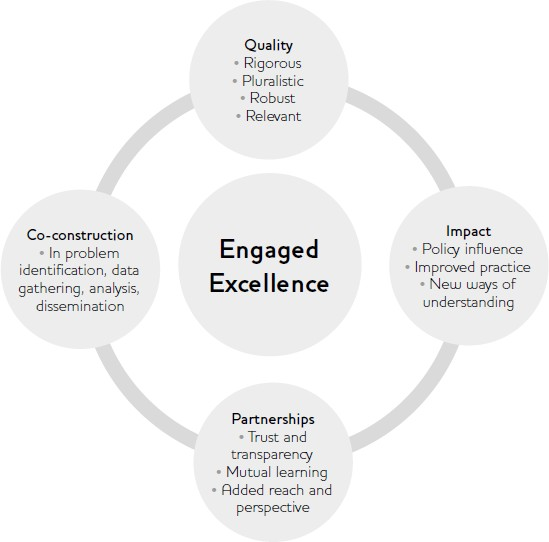 Quality
• Rigorous
• Pluralistic
• Robust
• Relevant
Co-construction
• In problem
identification, data
gathering, analysis,
dissemination
Engaged
Excellence
Impact
• Policy influence
• Improved practice
• New ways of
understanding
Partnerships
• Trust and
transparency
• Mutual learning
• Added reach and
perspective